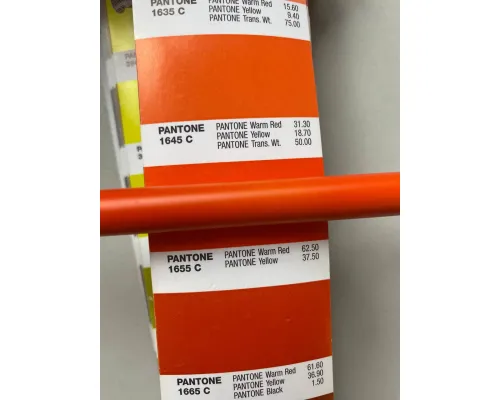 PANTONE
1635 C
PANTONE Warm Red 15.60
PANTONE Yellow 9.40
PANTONE Trans. Wt. 75.00
PANTONE
1645 C
PANTONE Warm Red 31.30
PANTONE Yellow 18.70
PANTONE Trans. Wt. 50.00
PANTONE
1655 C
PANTONE Warm Red 62.50
PANTONE Yellow 37.50
PANTONE
1665 C
PANTONE Warm Red 61.60
PANTONE Yellow 36.90
PANTONE Black 1.50